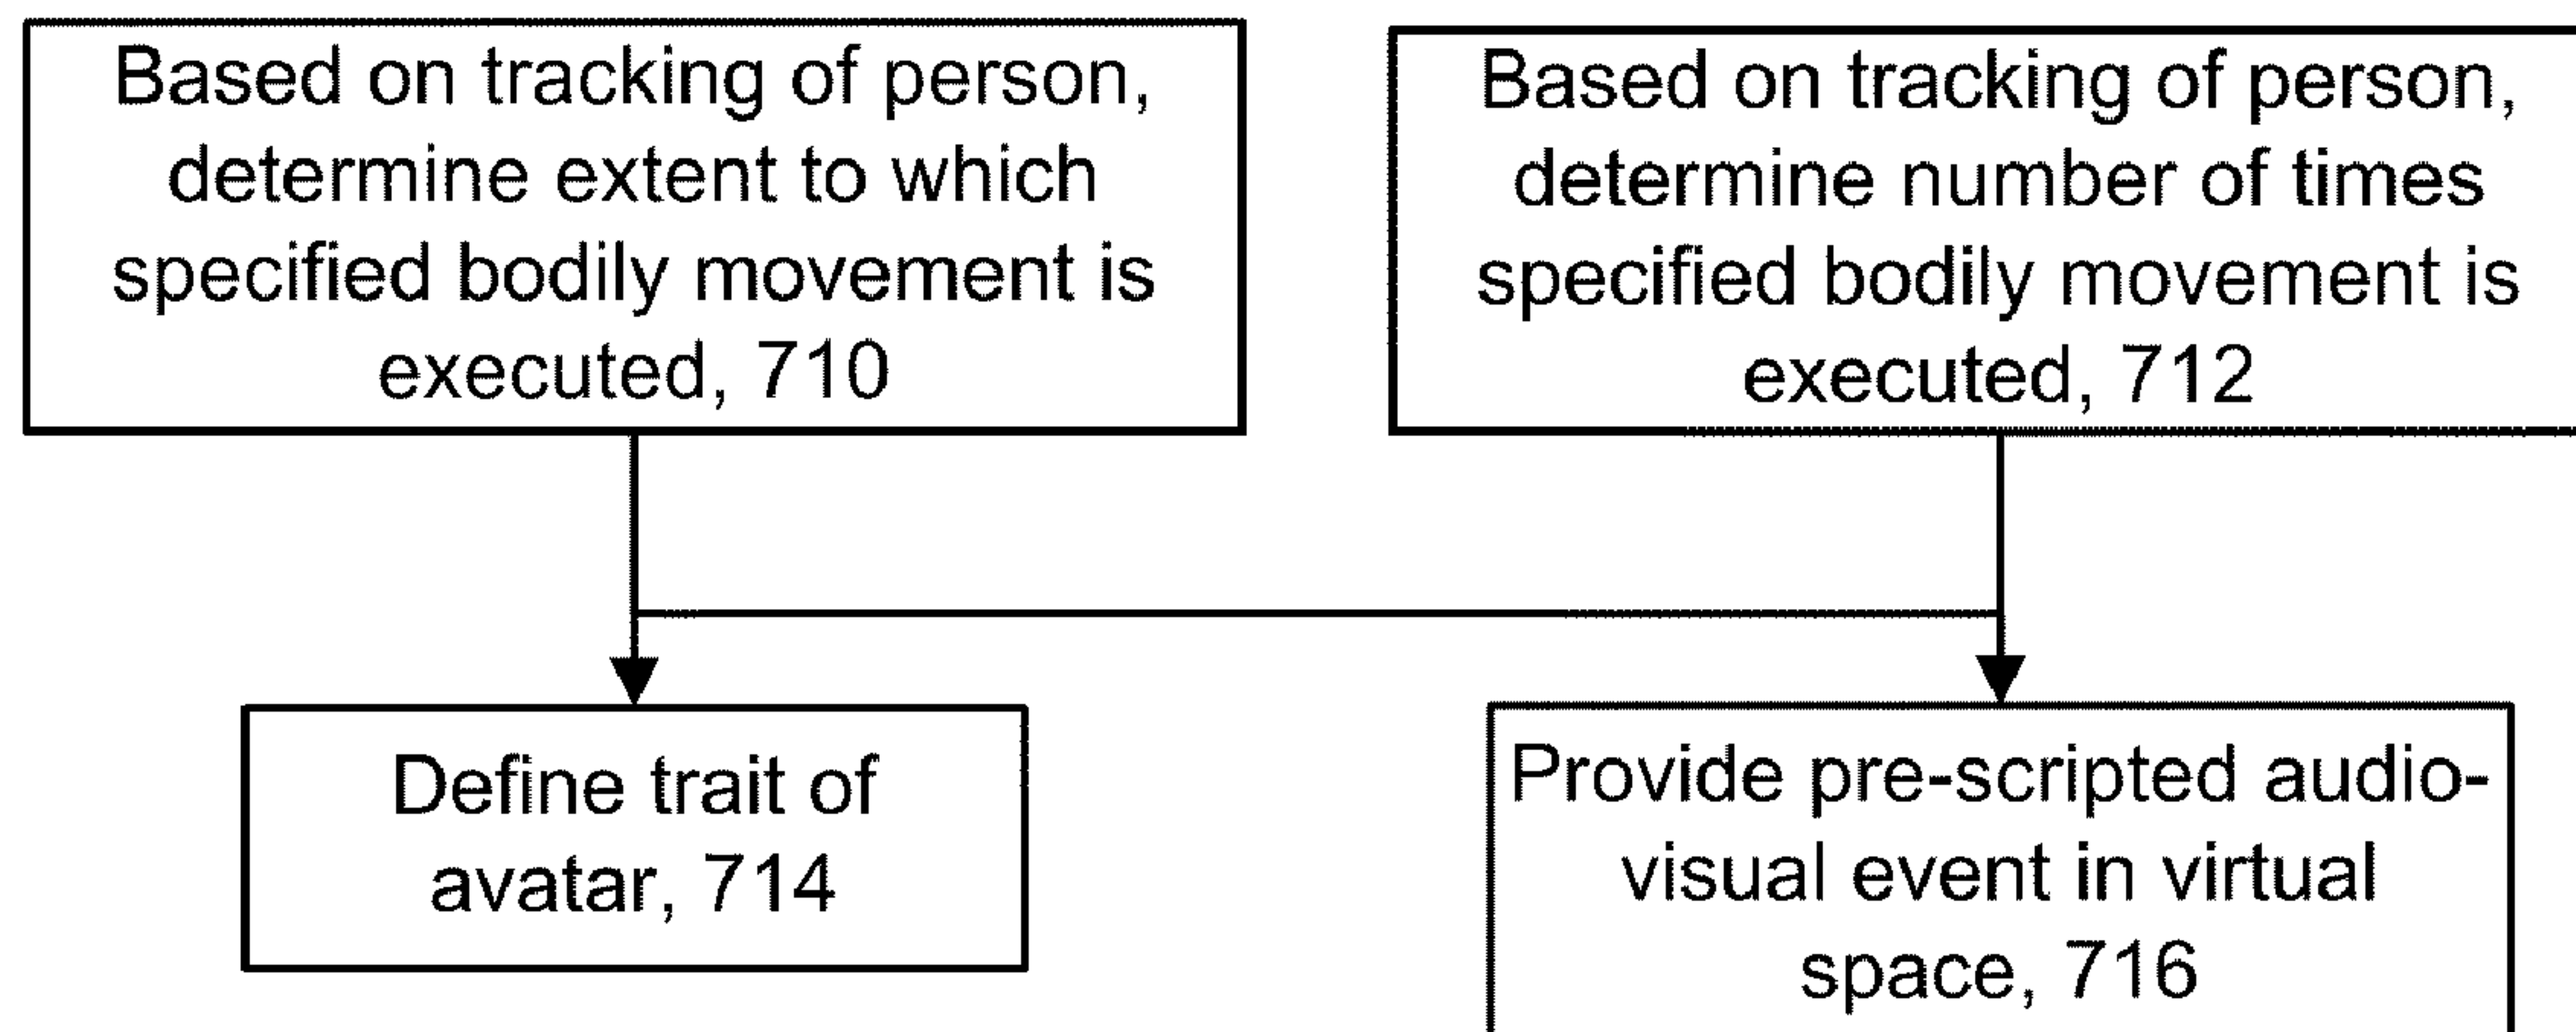 Based on tracking of person,
determine extent to which
specified bodily movement is
executed, 710
Based on tracking of person,
determine number of times
specified bodily movement is
executed, 712
Define trait of
avatar, 714
Provide pre-scripted audio-
visual event in virtual
space, 716